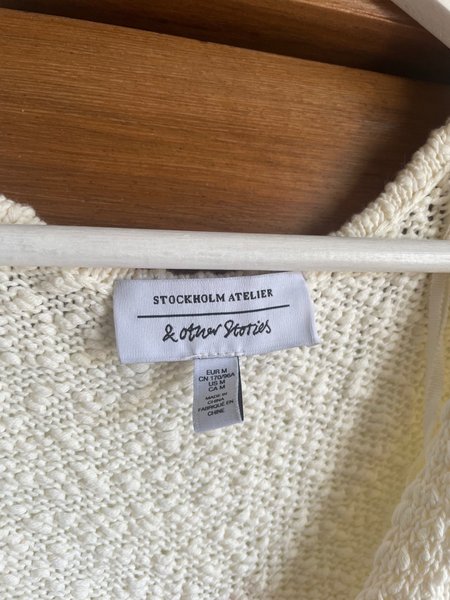 STOCKHOLM ATELIER
& other Stories
EUR M
CN 170/96A
US M
CA M
MADE IN
CHINA
FABRIQUÉ EN
CHINE